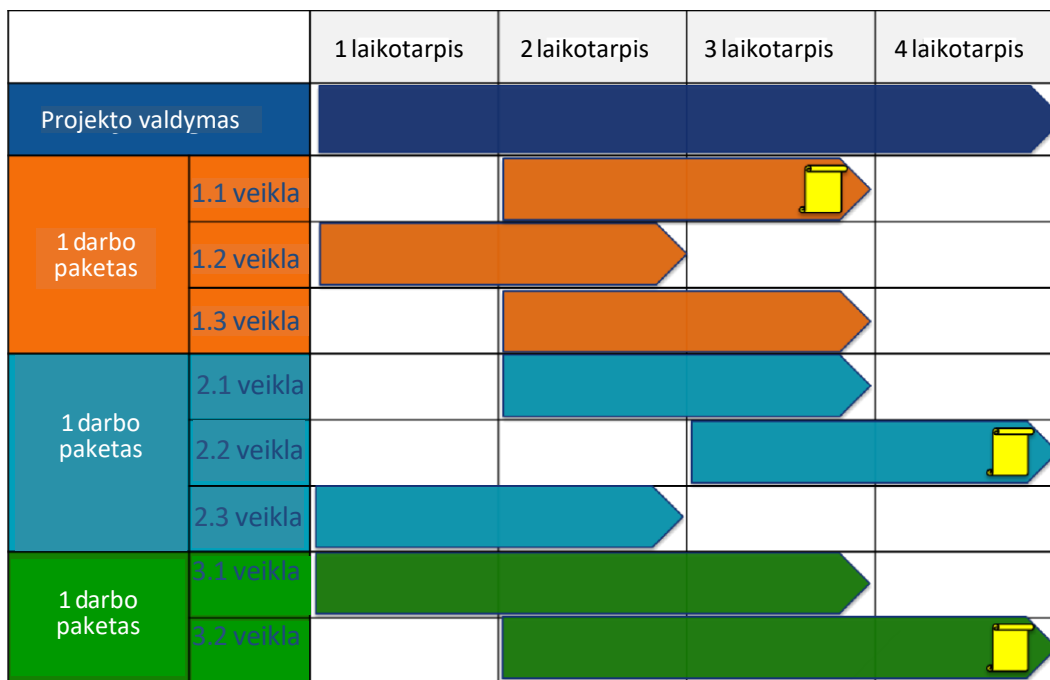 1 laikotarpis 2 laikotarpis 3 laikotarpis 4 laikotarpis
Projekto valdymas
1 darbo
paketas
1.1 veikla
1.2 veikla
1.3 veikla
1 darbo
paketas
2.1 veikla
2.2 veikla
2.3 veikla
1 darbo
paketas
3.1 veikla
3.2 veikla